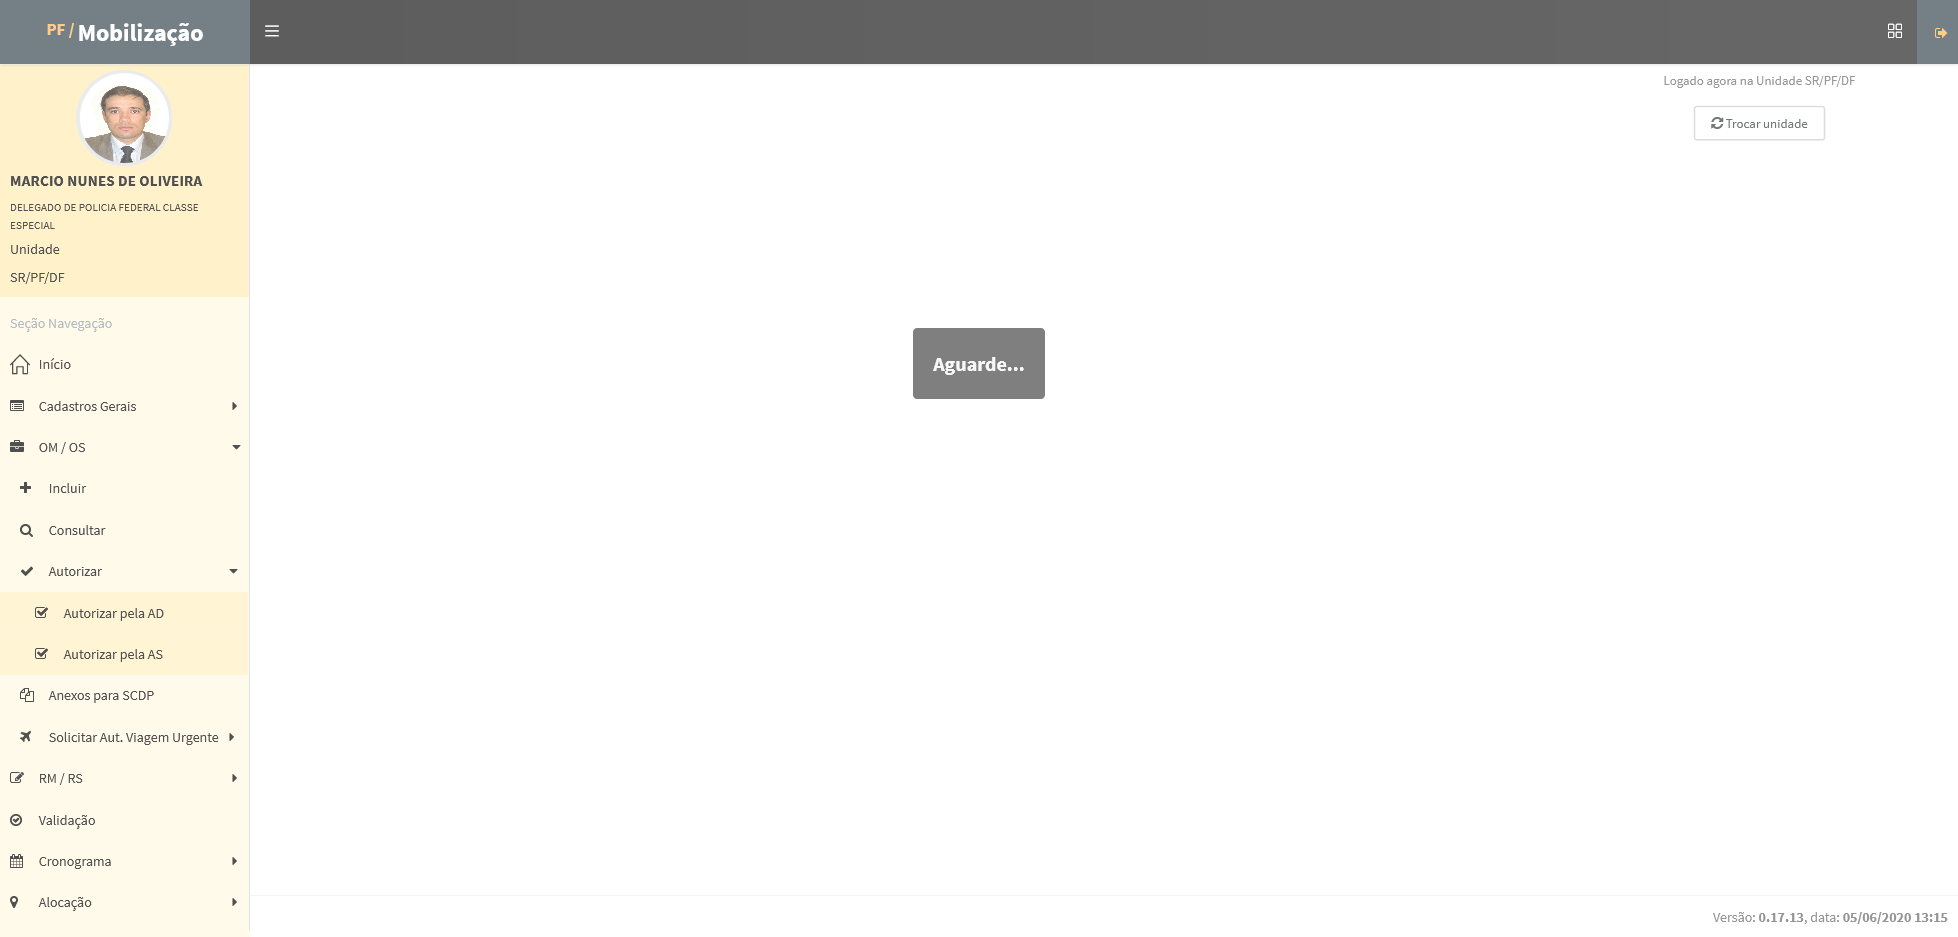 PF / Mobilização
Logado agora na Unidade SR/PF/DF
Trocar unidade
MARCIO NUNES DE OLIVEIRA
DELEGADO DE POLICIA FEDERAL CLASSE
ESPECIAL
Unidade
SR/PF/DF
Seção Navegação
Início
Cadastros Gerais
OM / OS
Incluir
Consultar
Autorizar
Autorizar pela AD
Autorizar pela AS
Anexos para SCDP
Solicitar Aut. Viagem Urgente
RM / RS
Validação
Cronograma
Alocação
Aguarde...
Versão: 0.17.13, data: 05/06/2020 13:15